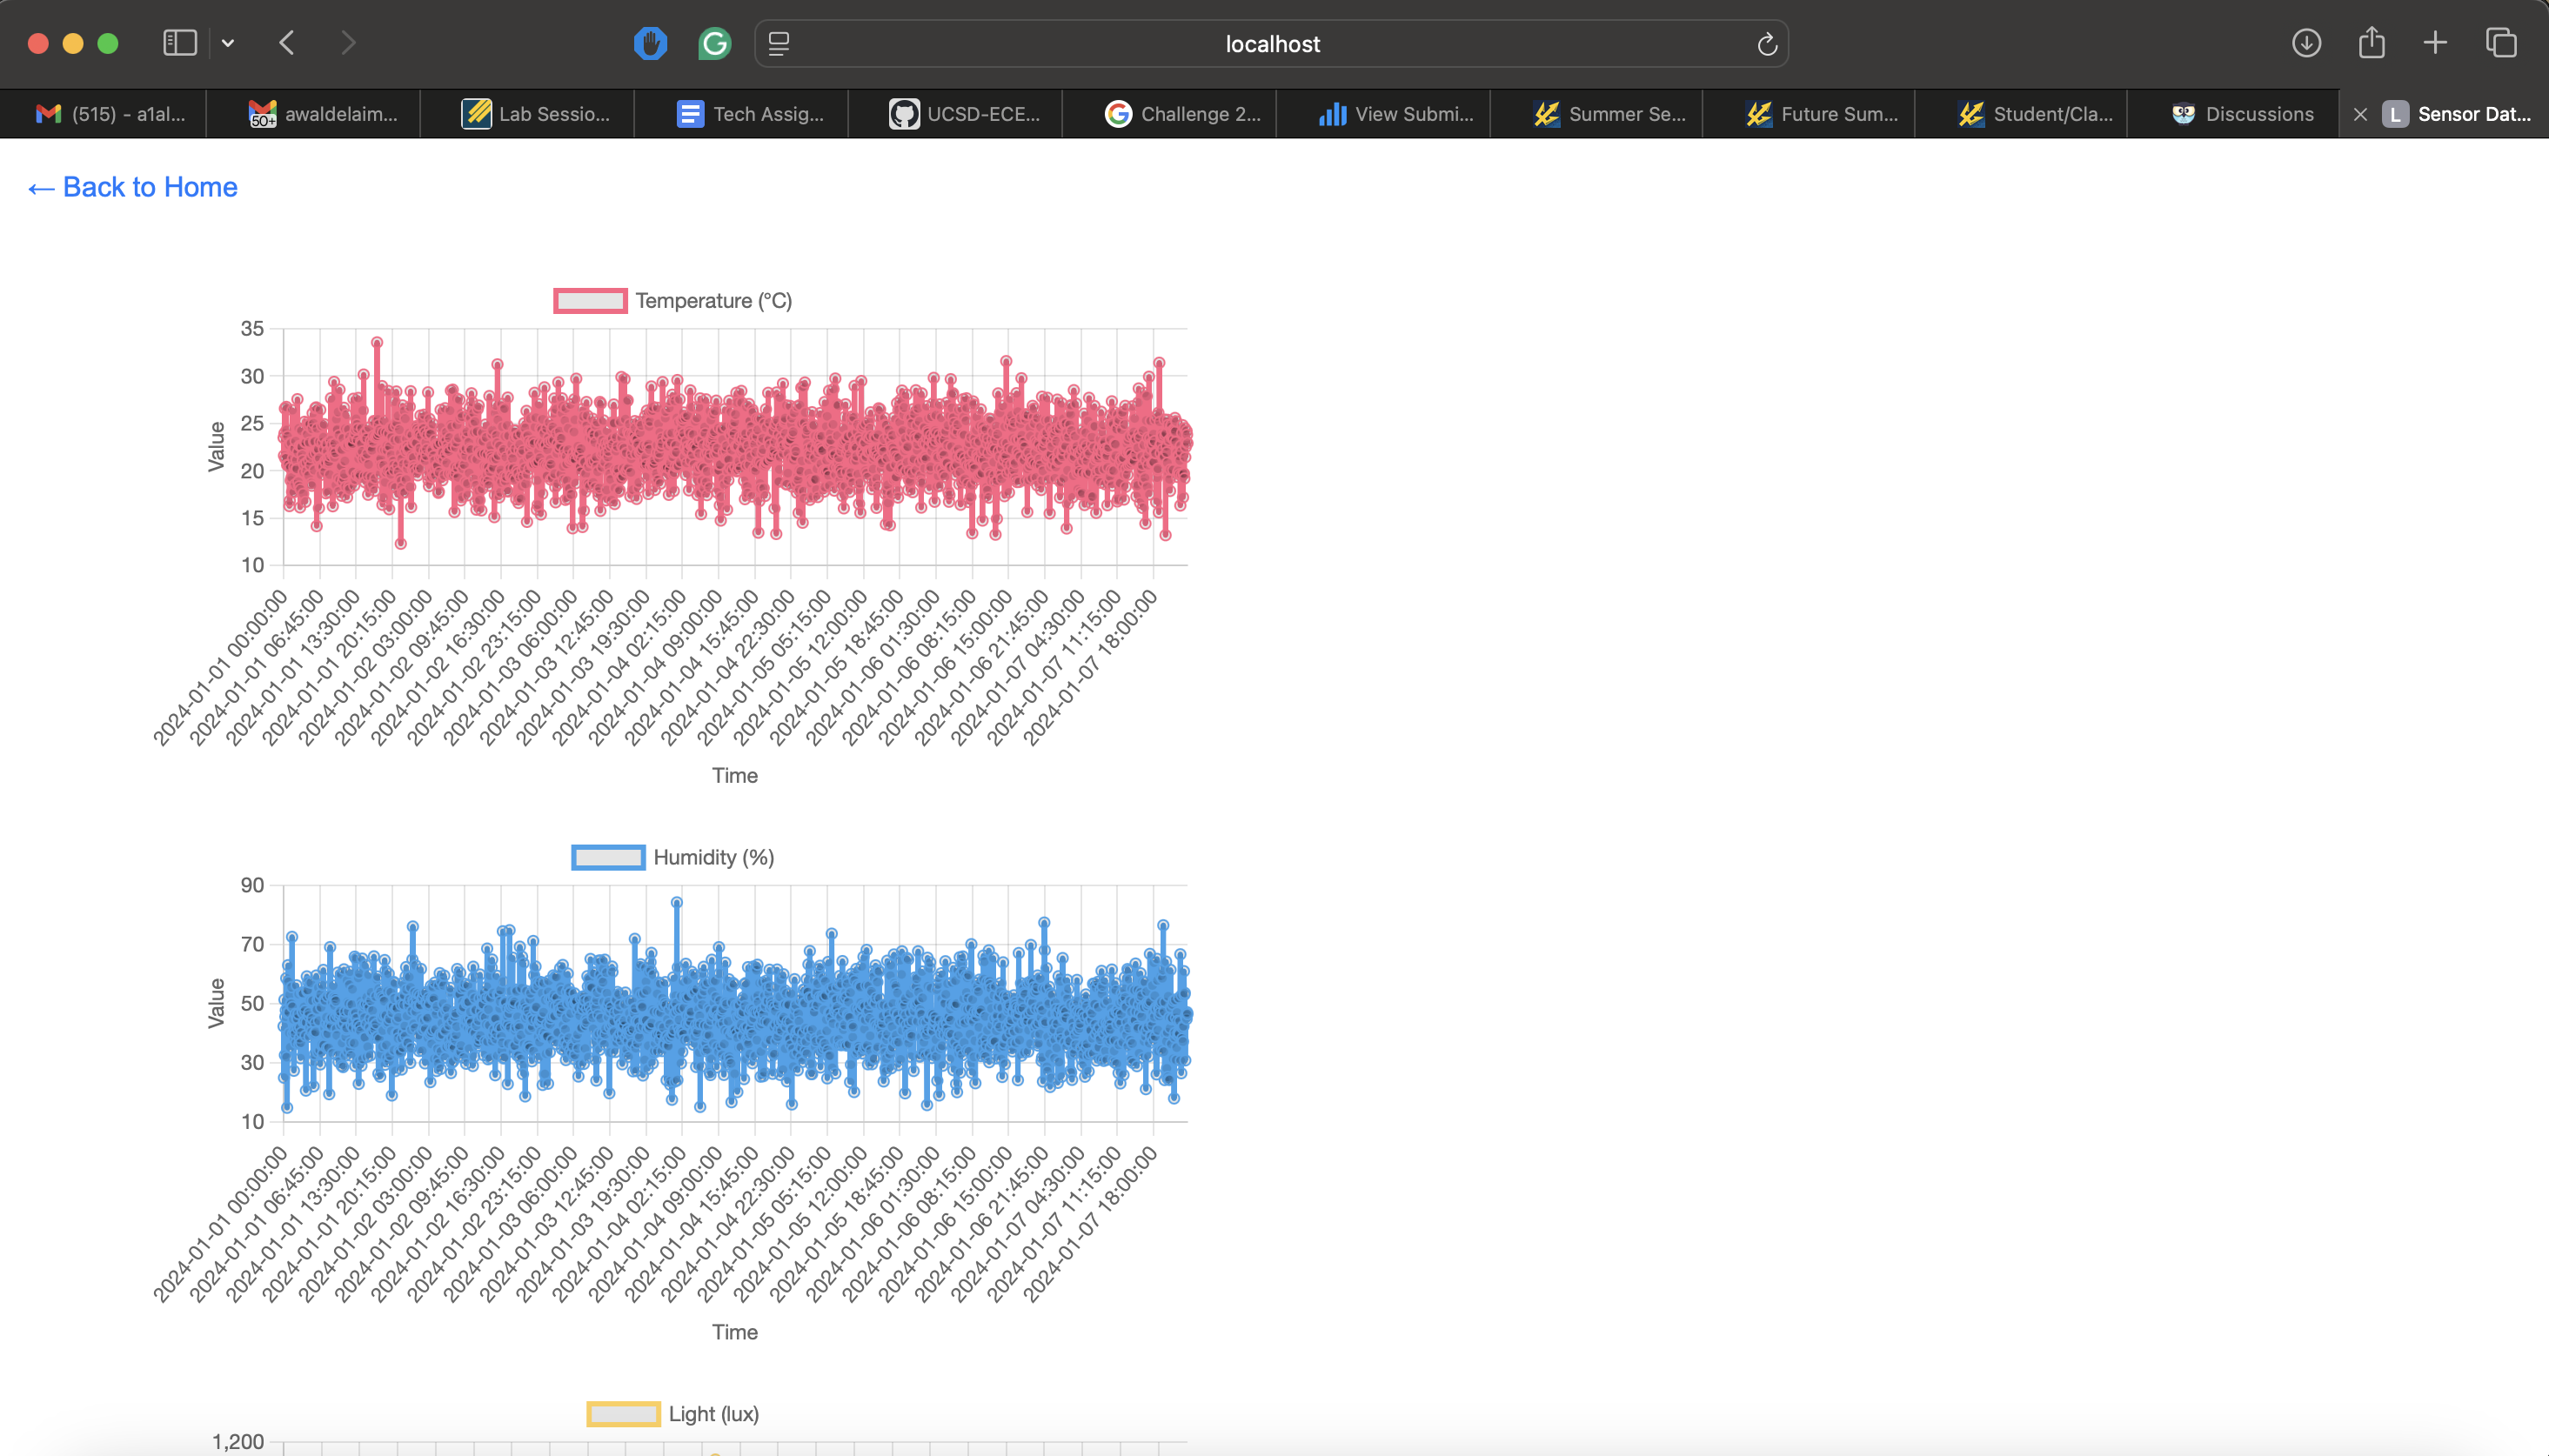 localhost
(515) - a1al...
50+ awaldelaim...
Lab Sessio...
Tech Assig...
UCSD-ECE...
Challenge 2...
View Submi...
Summer Se...
Future Sum...
Student/Cla...
Discussions
L Sensor Dat...
← Back to Home
Temperature (°C)
35
30
25
20
15
10
Value
2024-01-01 00:00:00
2024-01-01 06:45:00
2024-01-01 13:30:00
2024-01-01 20:15:00
2024-01-02 03:00:00
2024-01-02 09:45:00
2024-01-02 16:30:00
2024-01-02 23:15:00
2024-01-03 06:00:00
2024-01-03 12:45:00
2024-01-03 19:30:00
2024-01-04 02:15:00
2024-01-04 09:00:00
2024-01-04 15:45:00
2024-01-04 22:30:00
2024-01-05 05:15:00
2024-01-05 12:00:00
2024-01-05 18:45:00
2024-01-06 01:30:00
2024-01-06 08:15:00
2024-01-06 15:00:00
2024-01-06 21:45:00
2024-01-07 04:30:00
2024-01-07 11:15:00
2024-01-07 18:00:00
Time
Humidity (%)
90
70
50
30
10
Value
2024-01-01 00:00:00
2024-01-01 06:45:00
2024-01-01 13:30:00
2024-01-01 20:15:00
2024-01-02 03:00:00
2024-01-02 09:45:00
2024-01-02 16:30:00
2024-01-02 23:15:00
2024-01-03 06:00:00
2024-01-03 12:45:00
2024-01-03 19:30:00
2024-01-04 02:15:00
2024-01-04 09:00:00
2024-01-04 15:45:00
2024-01-04 22:30:00
2024-01-05 05:15:00
2024-01-05 12:00:00
2024-01-05 18:45:00
2024-01-06 01:30:00
2024-01-06 08:15:00
2024-01-06 15:00:00
2024-01-06 21:45:00
2024-01-07 04:30:00
2024-01-07 11:15:00
2024-01-07 18:00:00
Time
Light (lux)
1,200